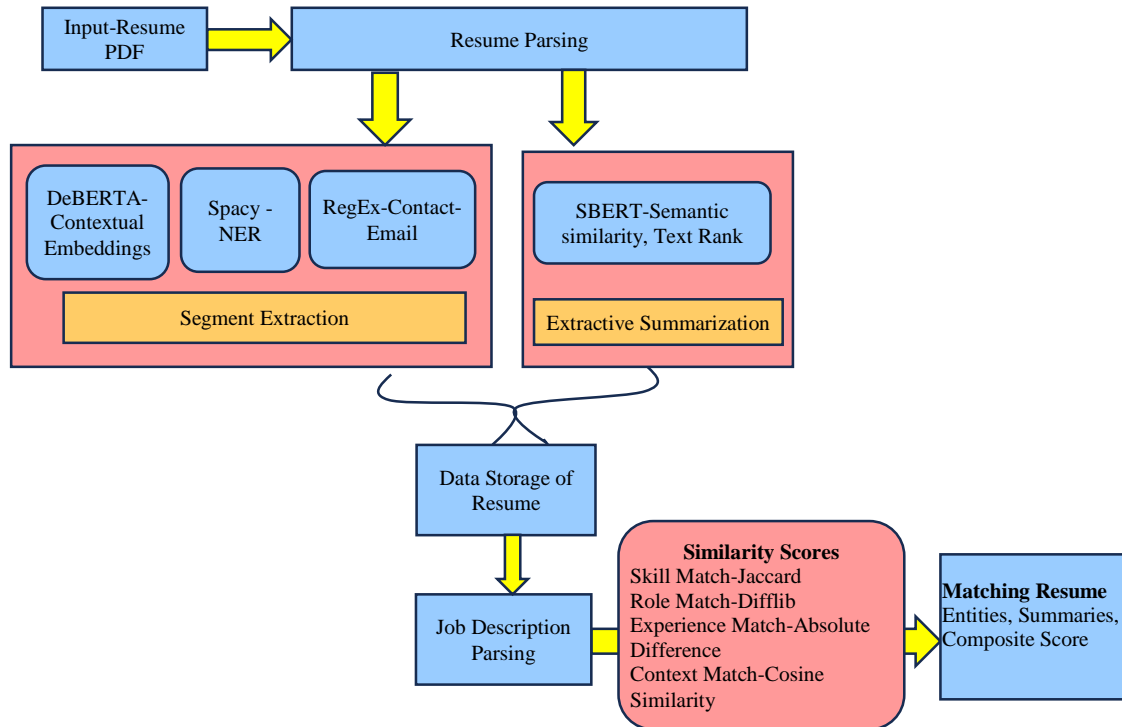 Input-Resume
PDF
Resume Parsing
DeBERTA-
Contextual
Embeddings
Spacy -
NER
RegEx-Contact-
Email
Segment Extraction
SBERT-Semantic
similarity, Text Rank
Extractive Summarization
Data Storage of
Resume
Job Description
Parsing
Similarity Scores
Skill Match-Jaccard
Role Match-Difflib
Experience Match-Absolute
Difference
Context Match-Cosine
Similarity
Matching Resume
Entities, Summaries,
Composite Score